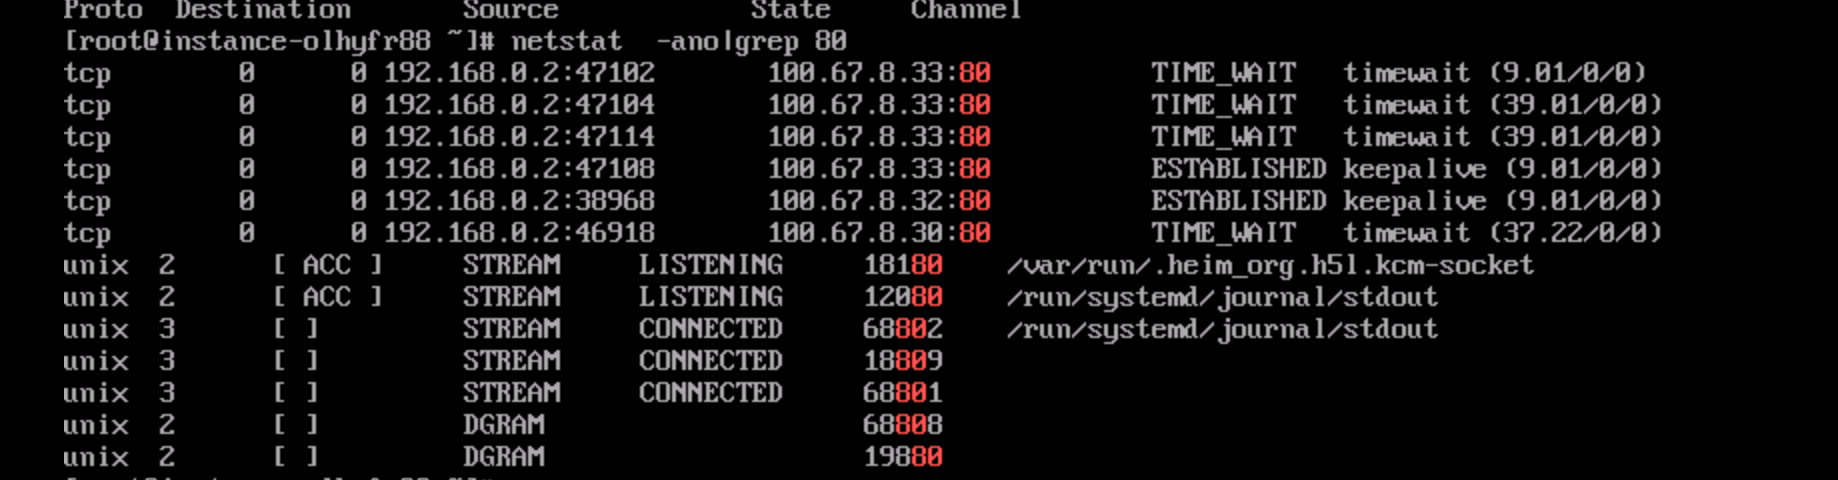 Proto  Destination       Source            State     Channel
[root@instance-olhyfr88 ~]# netstat  -ano|grep 80
tcp        0      0 192.168.0.2:47102       100.67.8.33:80          TIME_WAIT   timewait (9.01/0/0)
tcp        0      0 192.168.0.2:47104       100.67.8.33:80          TIME_WAIT   timewait (39.01/0/0)
tcp        0      0 192.168.0.2:47114       100.67.8.33:80          TIME_WAIT   timewait (39.01/0/0)
tcp        0      0 192.168.0.2:47108       100.67.8.33:80          ESTABLISHED keepalive (9.01/0/0)
tcp        0      0 192.168.0.2:38968       100.67.8.32:80          ESTABLISHED keepalive (9.01/0/0)
tcp        0      0 192.168.0.2:46918       100.67.8.30:80          TIME_WAIT   timewait (37.22/0/0)
unix  2      [ ACC ]     STREAM     LISTENING     18180    /var/run/.heim_org.h5l.kcm-socket
unix  2      [ ACC ]     STREAM     LISTENING     12080    /run/systemd/journal/stdout
unix  3      [ ]         STREAM     CONNECTED     68802    /run/systemd/journal/stdout
unix  3      [ ]         STREAM     CONNECTED     18809
unix  3      [ ]         STREAM     CONNECTED     68801
unix  2      [ ]         DGRAM                    68808
unix  2      [ ]         DGRAM                    19880